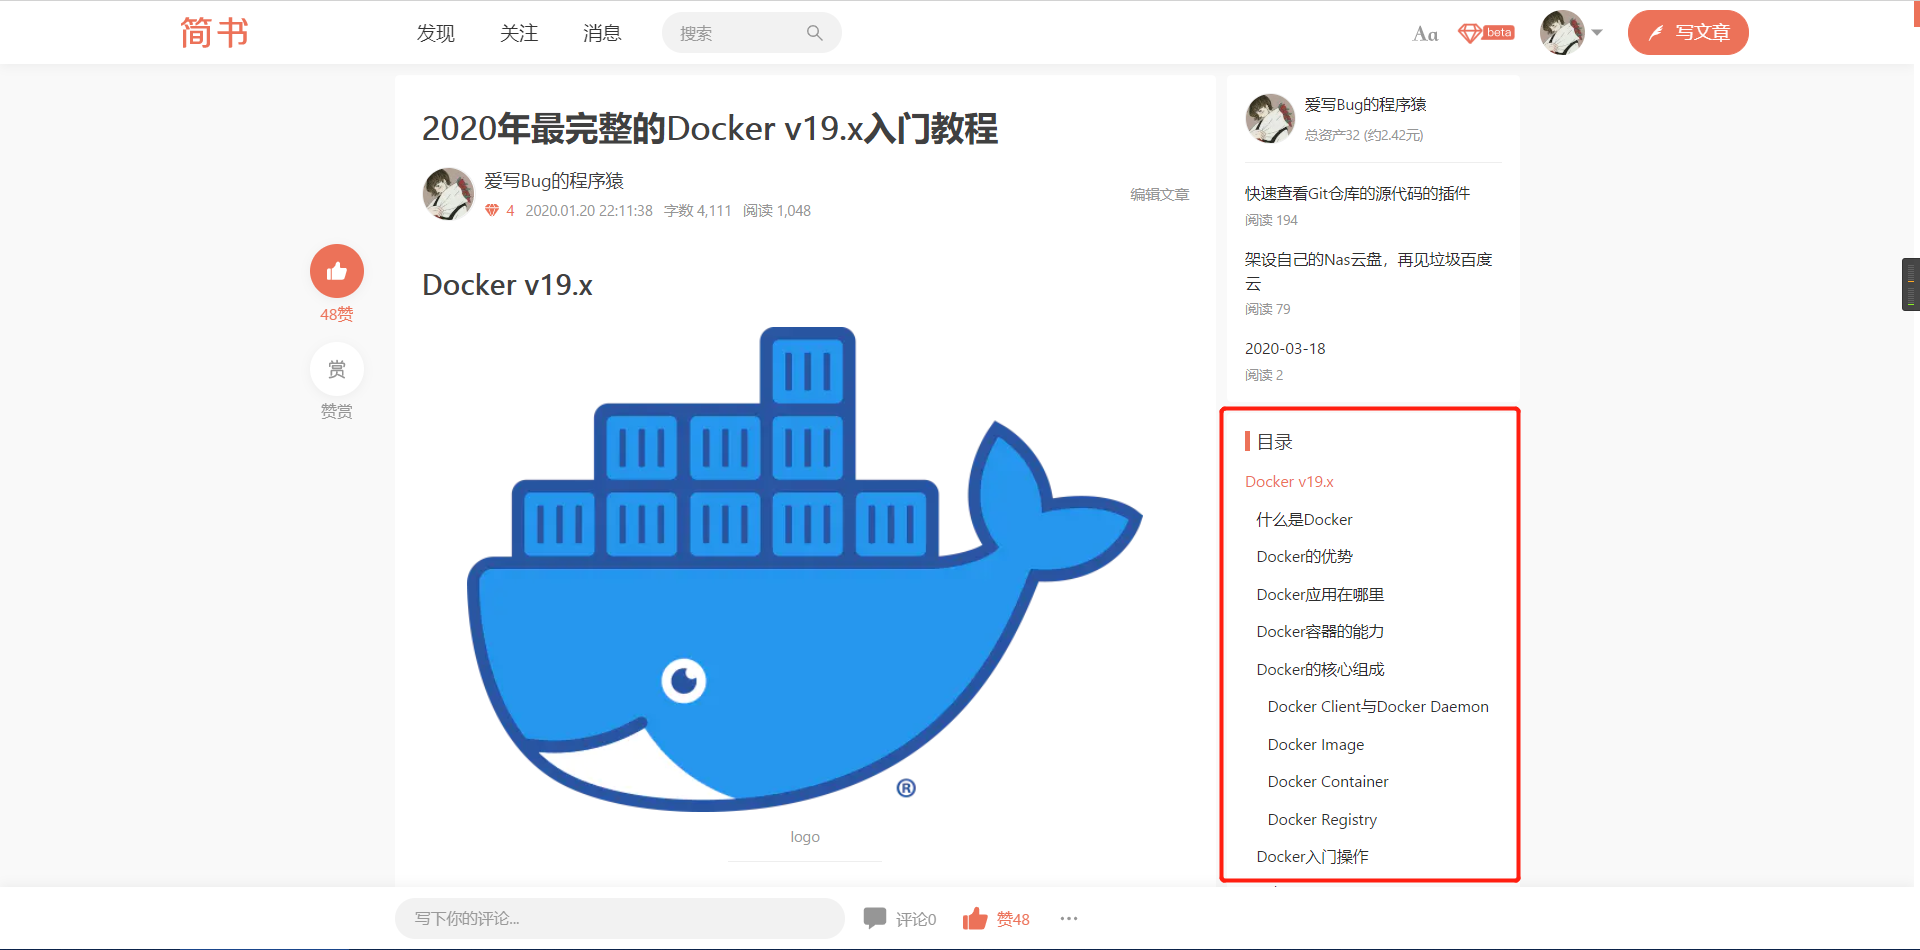 简书
发现
关注
消息
搜索
Aa
beta
写文章
2020年最完整的Docker v19.x入门教程
爱写Bug的程序猿
4 2020.01.20 22:11:38 字数 4,111 阅读 1,048
编辑文章
48赞
赏
赞赏
Docker v19.x
®
logo
爱写Bug的程序猿
总资产32 (约2.42元)
快速查看Git仓库的源代码的插件
阅读 194
架设自己的Nas云盘，再见垃圾百度
云
阅读 79
2020-03-18
阅读 2
目录
Docker v19.x
什么是Docker
Docker的优势
Docker应用在哪里
Docker容器的能力
Docker的核心组成
Docker Client与Docker Daemon
Docker Image
Docker Container
Docker Registry
Docker入门操作
写下你的评论...
评论0
赞48